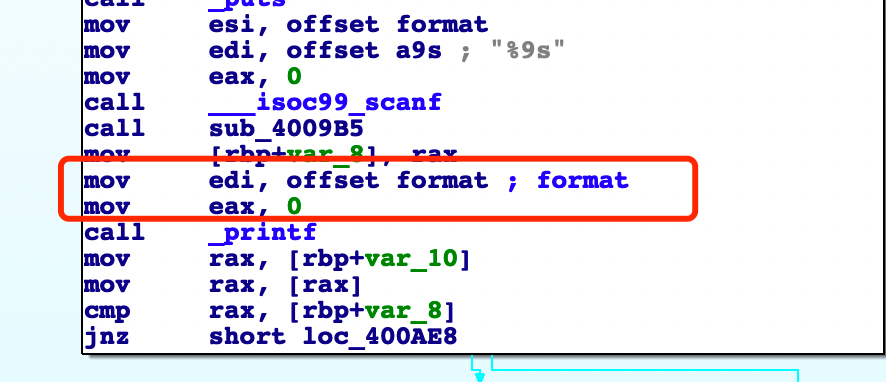 call _puts
mov esi, offset format
mov edi, offset a9s ; "%9s"
mov eax, 0
call ___isoc99_scanf
call sub_4009B5
mov [rbp+var_8], rax
mov edi, offset format ; format
mov eax, 0
call _printf
mov rax, [rbp+var_10]
mov rax, [rax]
cmp rax, [rbp+var_8]
jnz short loc_400AE8